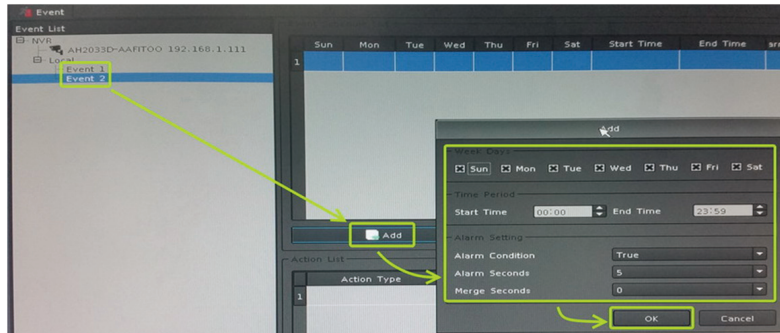 Event
Event List
NVR
AH2033D-AAFITOO 192.168.1.111
Local
Event 1
Event 2
Sun Mon Tue Wed Thu Fri Sat Start Time End Time
1
Add
Week Days
Sun Mon Tue Wed Thu Fri Sat
Time Period
Start Time 00:00 End Time 23:59
Alarm Setting
Alarm Condition True
Alarm Seconds 5
Merge Seconds 0
OK Cancel
Add
Action List
Action Type
1